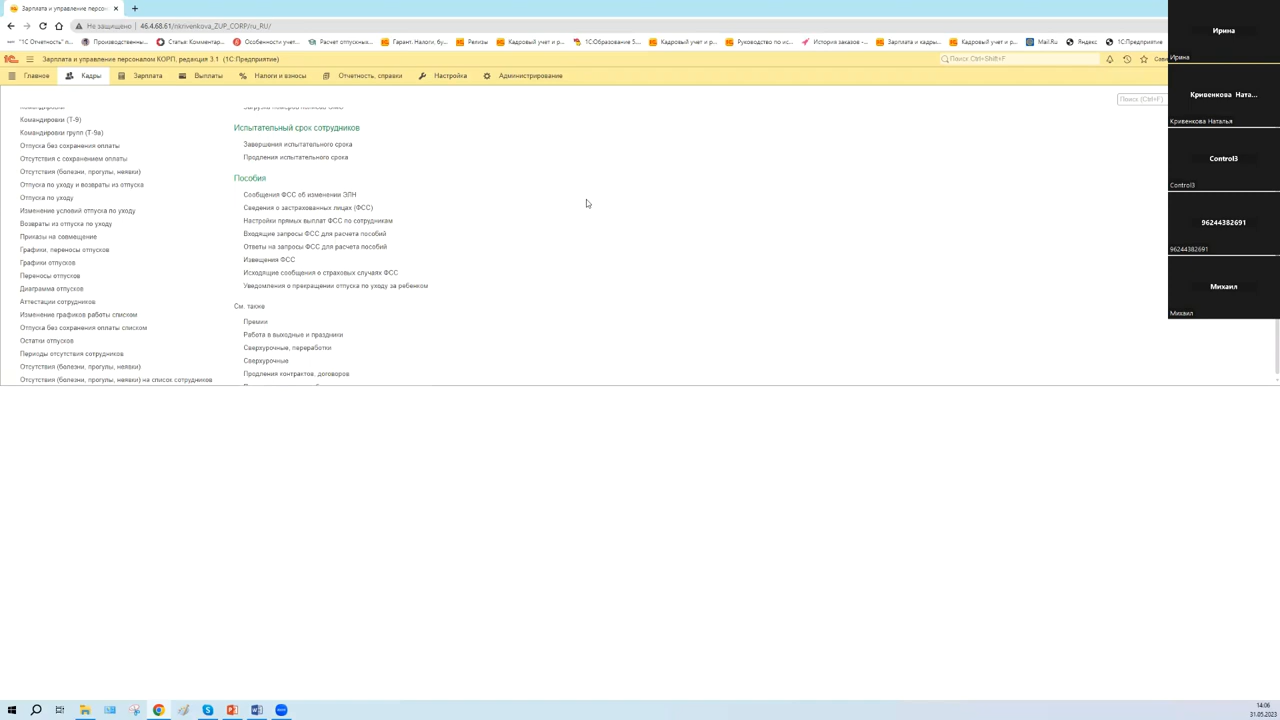 Зарплата и управление персон
Не защищено
46.4.68.61/nknvenkova_ZUP_CORP/ru_RU/
"1С Отчетность" п...
Производственны...
Статьи: Комментар...
Особенности учет...
Расчет отпускных...
Гарант. Налоги, бу...
Релизы
Кадровый учет и р...
1С:Образование 5....
Кадровый учет и р...
Руководство по ис...
История заказов –...
Зарплата и кадры...
Кадровый учет и р...
Mail.Ru
Яндекс
1С:Предприятие
Зарплата и управление персоналом КОРП, редакция 3.1 (1С:Предприятие)
Поиск Ctrl+Shift+F
Главное
Кадры
Зарплата
Выплаты
Налоги и взносы
Отчетность, справки
Настройка
Администрирование
Поиск (Ctrl+F)
Командировки
Командировки (Т-9)
Командировки групп (Т-9а)
Отпуска без сохранения оплаты
Отсутствия с сохранением оплаты
Отсутствия (болезни, прогулы, неявки)
Отпуска по уходу и возвраты из отпуска
Отпуска по уходу
Изменение условий отпуска по уходу
Возвраты из отпуска по уходу
Приказы на совмещение
Графики, переносы отпусков
Графики отпусков
Переносы отпусков
Диаграмма отпусков
Аттестации сотрудников
Изменение графиков работы списком
Отпуска без сохранения оплаты списком
Остатки отпусков
Периоды отсутствия сотрудников
Отсутствия (болезни, прогулы, неявки)
Отсутствия (болезни, прогулы, неявки) на список сотрудников
Испытательный срок сотрудников
Завершения испытательного срока
Продления испытательного срока
Пособия
Сообщения ФСС об изменении ЭЛН
Сведения о застрахованных лицах (ФСС)
Настройки прямых выплат ФСС по сотрудникам
Входящие запросы ФСС для расчета пособий
Ответы на запросы ФСС для расчета пособий
Извещения ФСС
Исходящие сообщения о страховых случаях ФСС
Уведомления о прекращении отпуска по уходу за ребенком
См. также
Премии
Работа в выходные и праздники
Сверхурочные, переработки
Сверхурочные
Продления контрактов, договоров
Ирина
Ирина
Кривенкова Ната...
Кривенкова Наталья
Control3
Control3
96244382691
96244382691
Михаил
Михаил
14:06
31.05.2023